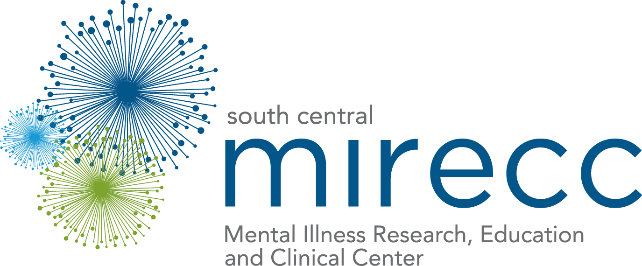 south central
mirecc
Mental Illness Research, Education
and Clinical Center